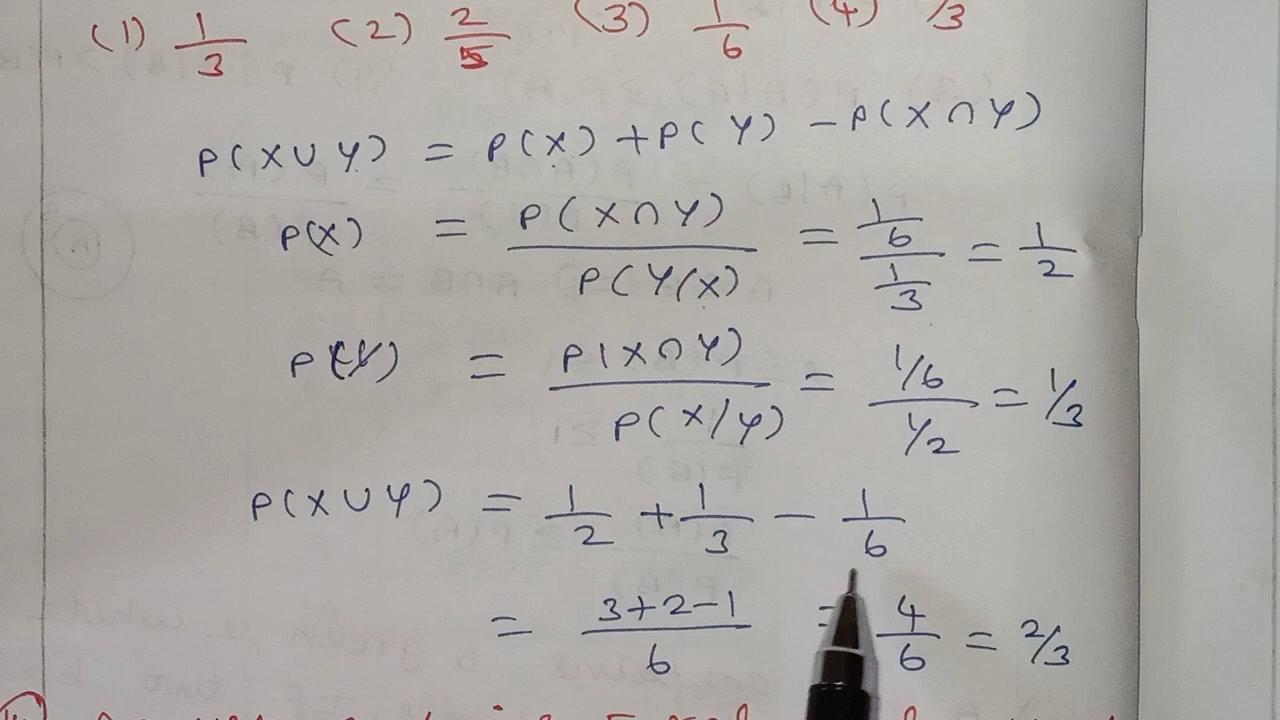 (1) 1/3 (2) 2/5 (3) 1/6 (4) /3
P(X∪Y) = P(X) + P(Y) - P(X∩Y)
P(X) = P(X∩Y) / P(Y/X) = 1/6 / 1/3 = 1/2
P(Y) = P(X∩Y) / P(X/Y) = 1/6 / 1/2 = 1/3
P(X∪Y) = 1/2 + 1/3 - 1/6
= 3+2-1 / 6 = 4/6 = 2/3